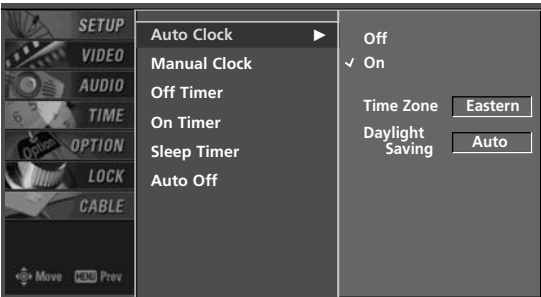 SETUP
VIDEO
AUDIO
TIME
OPTION
LOCK
CABLE
Move MENU Prev
Auto Clock
Manual Clock
Off Timer
On Timer
Sleep Timer
Auto Off
Off
On
Time Zone Eastern
Daylight
Saving Auto